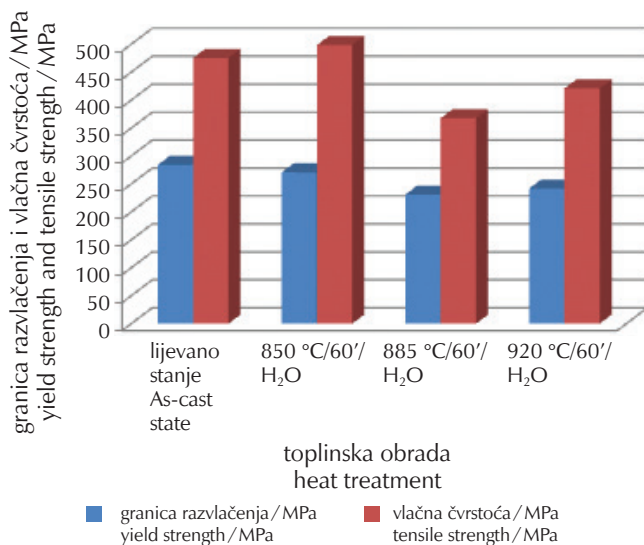 granica razvlačenja i vlačna čvrstoća / MPa
yield strength and tensile strength / MPa
500
450
400
350
300
250
200
150
100
50
0
lijevano
stanje
As-cast
state
850 °C/60′/
H₂O
885 °C/60′/
H₂O
920 °C/60′/
H₂O
toplinska obrada
heat treatment
granica razvlačenja / MPa
yield strength / MPa
vlačna čvrstoća / MPa
tensile strength / MPa